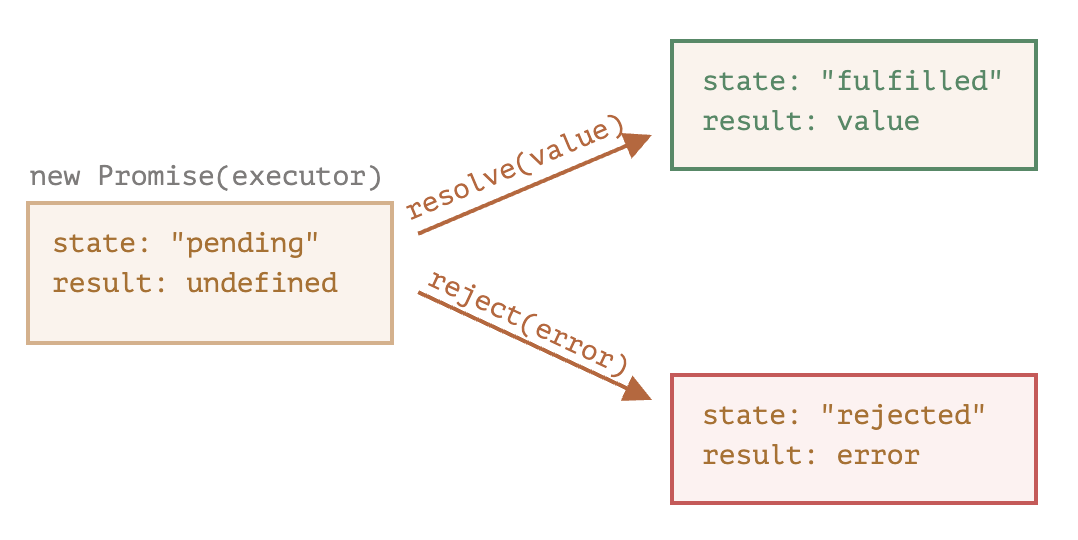 new Promise(executor)
state: "pending"
result: undefined
resolve(value)
reject(error)
state: "fulfilled"
result: value
state: "rejected"
result: error